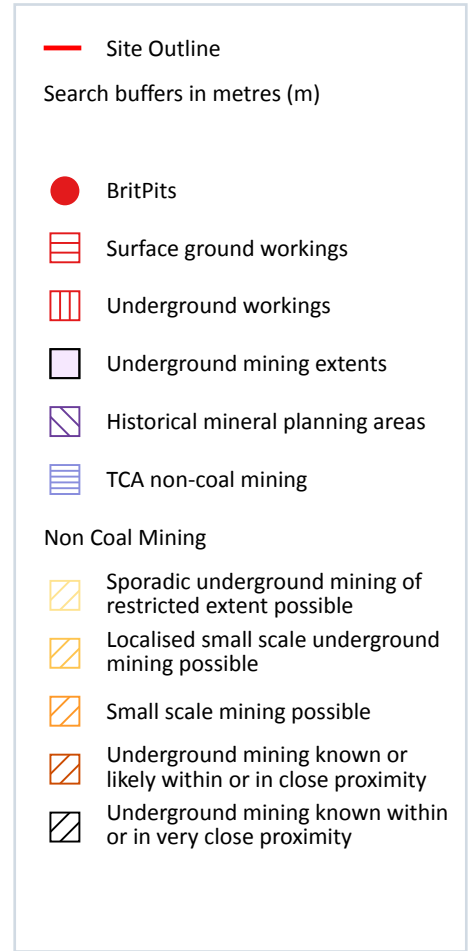 Site Outline
Search buffers in metres (m)
BritPits
Surface ground workings
Underground workings
Underground mining extents
Historical mineral planning areas
TCA non-coal mining
Non Coal Mining
Sporadic underground mining of
restricted extent possible
Localised small scale underground
mining possible
Small scale mining possible
Underground mining known or
likely within or in close proximity
Underground mining known within
or in very close proximity